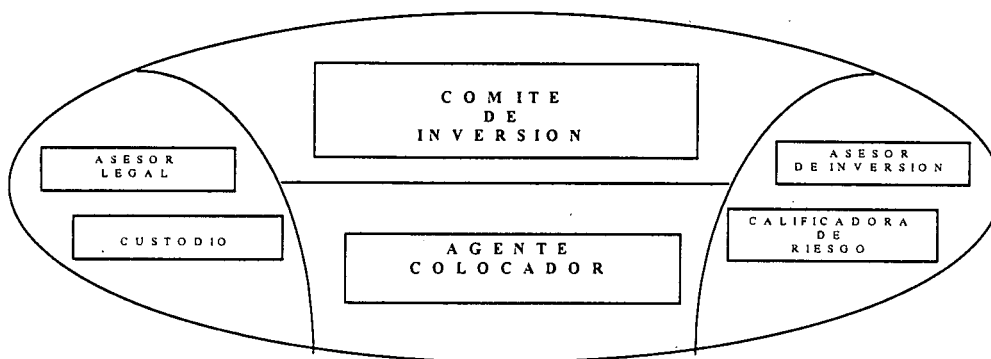 COMITE
DE
INVERSION
ASESOR
LEGAL
ASESOR
DE INVERSION
CUSTODIO
CALIFICADORA
DE
RIESGO
AGENTE
COLOCADOR